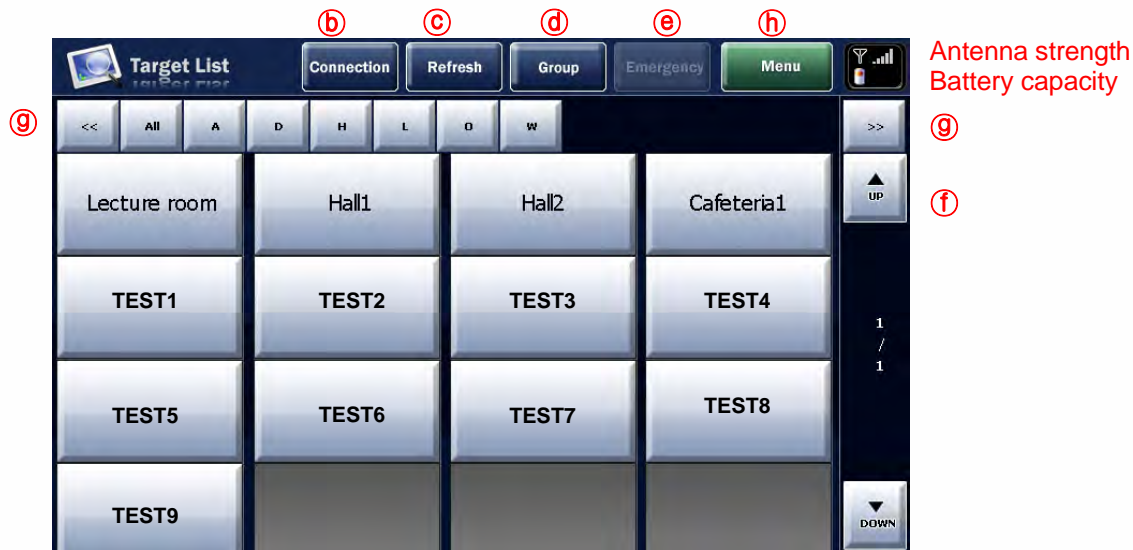 ⓑ ⓒ ⓓ ⓔ ⓗ
Target List Connection Refresh Group Emergency Menu
Antenna strength
Battery capacity
ⓖ << All A D H L O W >> ⓖ
Lecture room Hall1 Hall2 Cafeteria1 UP ⓕ
TEST1 TEST2 TEST3 TEST4
1
/
1
TEST5 TEST6 TEST7 TEST8
TEST9 DOWN